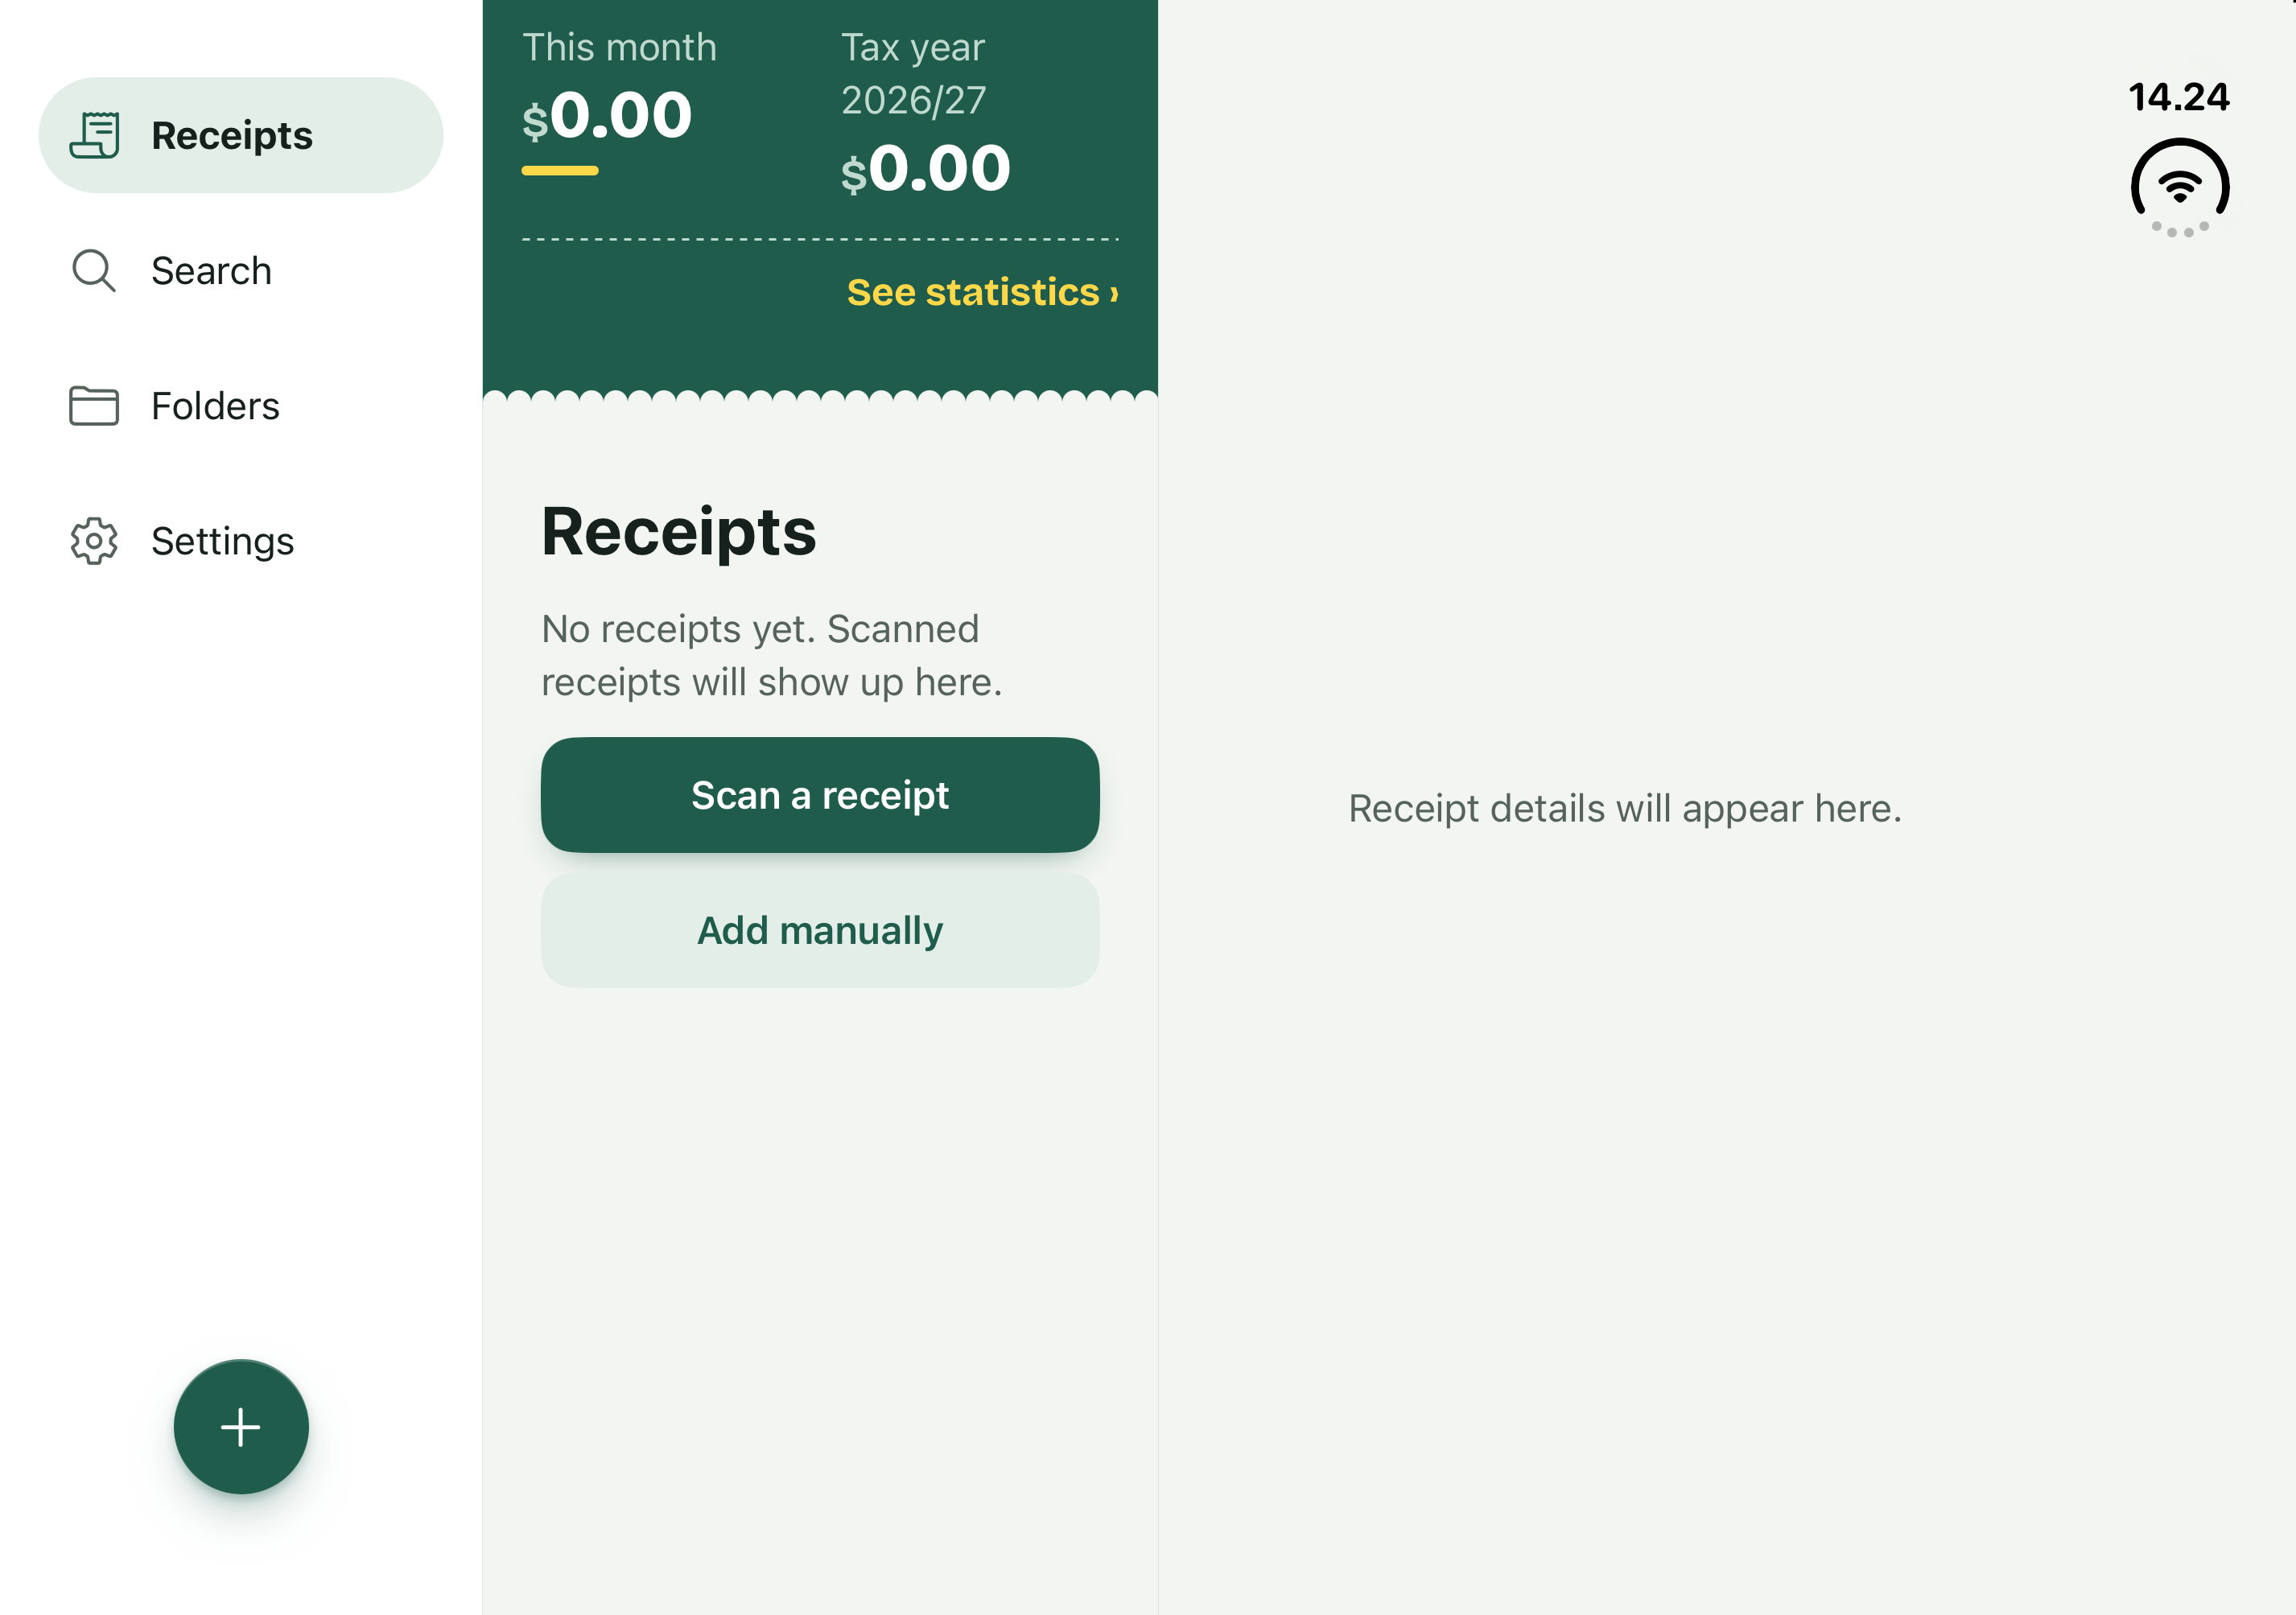 Receipts
Search
Folders
Settings
This month
$0.00
Tax year
2026/27
$0.00
See statistics ›
Receipts
No receipts yet. Scanned
receipts will show up here.
Scan a receipt
Add manually
14.24
Receipt details will appear here.